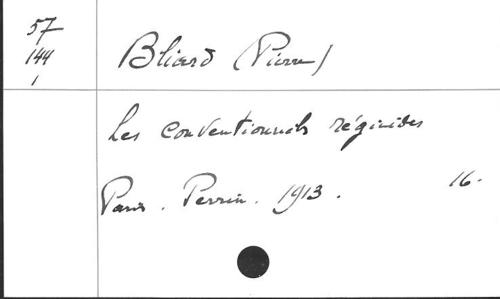 57
144
1
Bliard (Pierre)
Les conventionnels régicides
Paris. Perrin. 1913. 16-